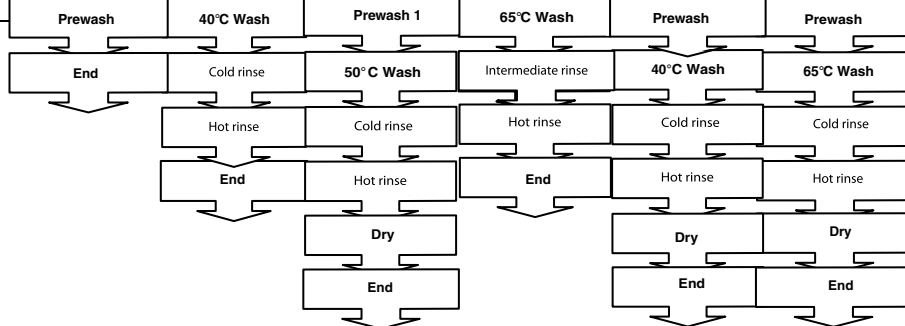 Prewash
End
40°C Wash
Cold rinse
Hot rinse
End
Prewash 1
50°C Wash
Cold rinse
Hot rinse
Dry
End
65°C Wash
Intermediate rinse
Hot rinse
End
Prewash
40°C Wash
Cold rinse
Hot rinse
Dry
End
Prewash
65°C Wash
Cold rinse
Hot rinse
Dry
End